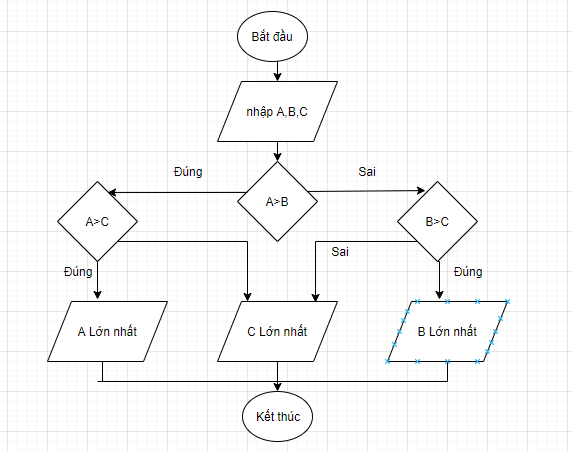 Bắt đầu
nhập A,B,C
Đúng
Sai
A>B
A>C
B>C
Sai
Đúng
Đúng
A Lớn nhất
C Lớn nhất
B Lớn nhất
Kết thúc